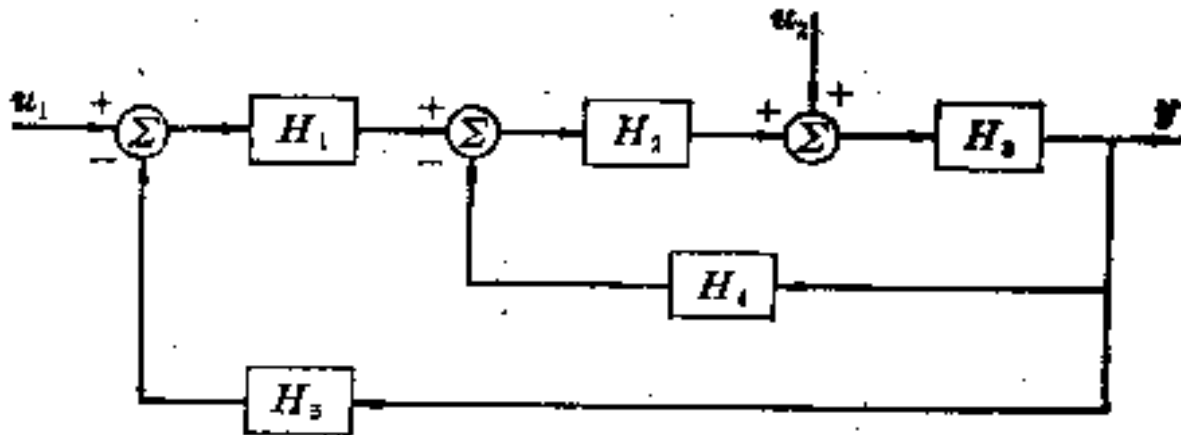 u₂
u₁ + Σ − H₁ + Σ − H₂ + Σ + H₃ y
H₄
H₅